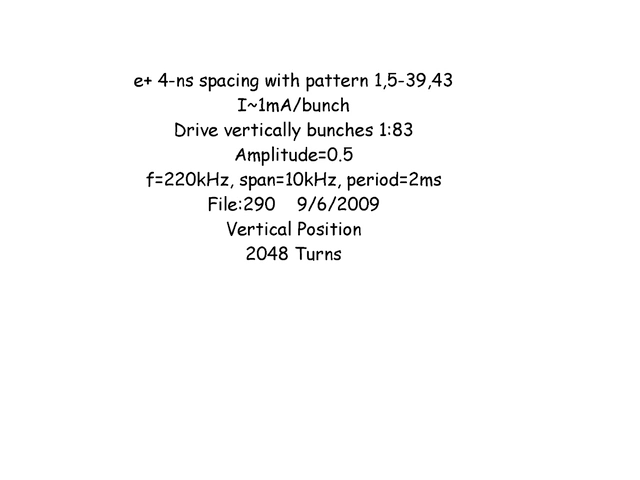 e+ 4-ns spacing with pattern 1,5-39,43
I~1mA/bunch
Drive vertically bunches 1:83
Amplitude=0.5
f=220kHz, span=10kHz, period=2ms
File:290    9/6/2009
Vertical Position
2048 Turns